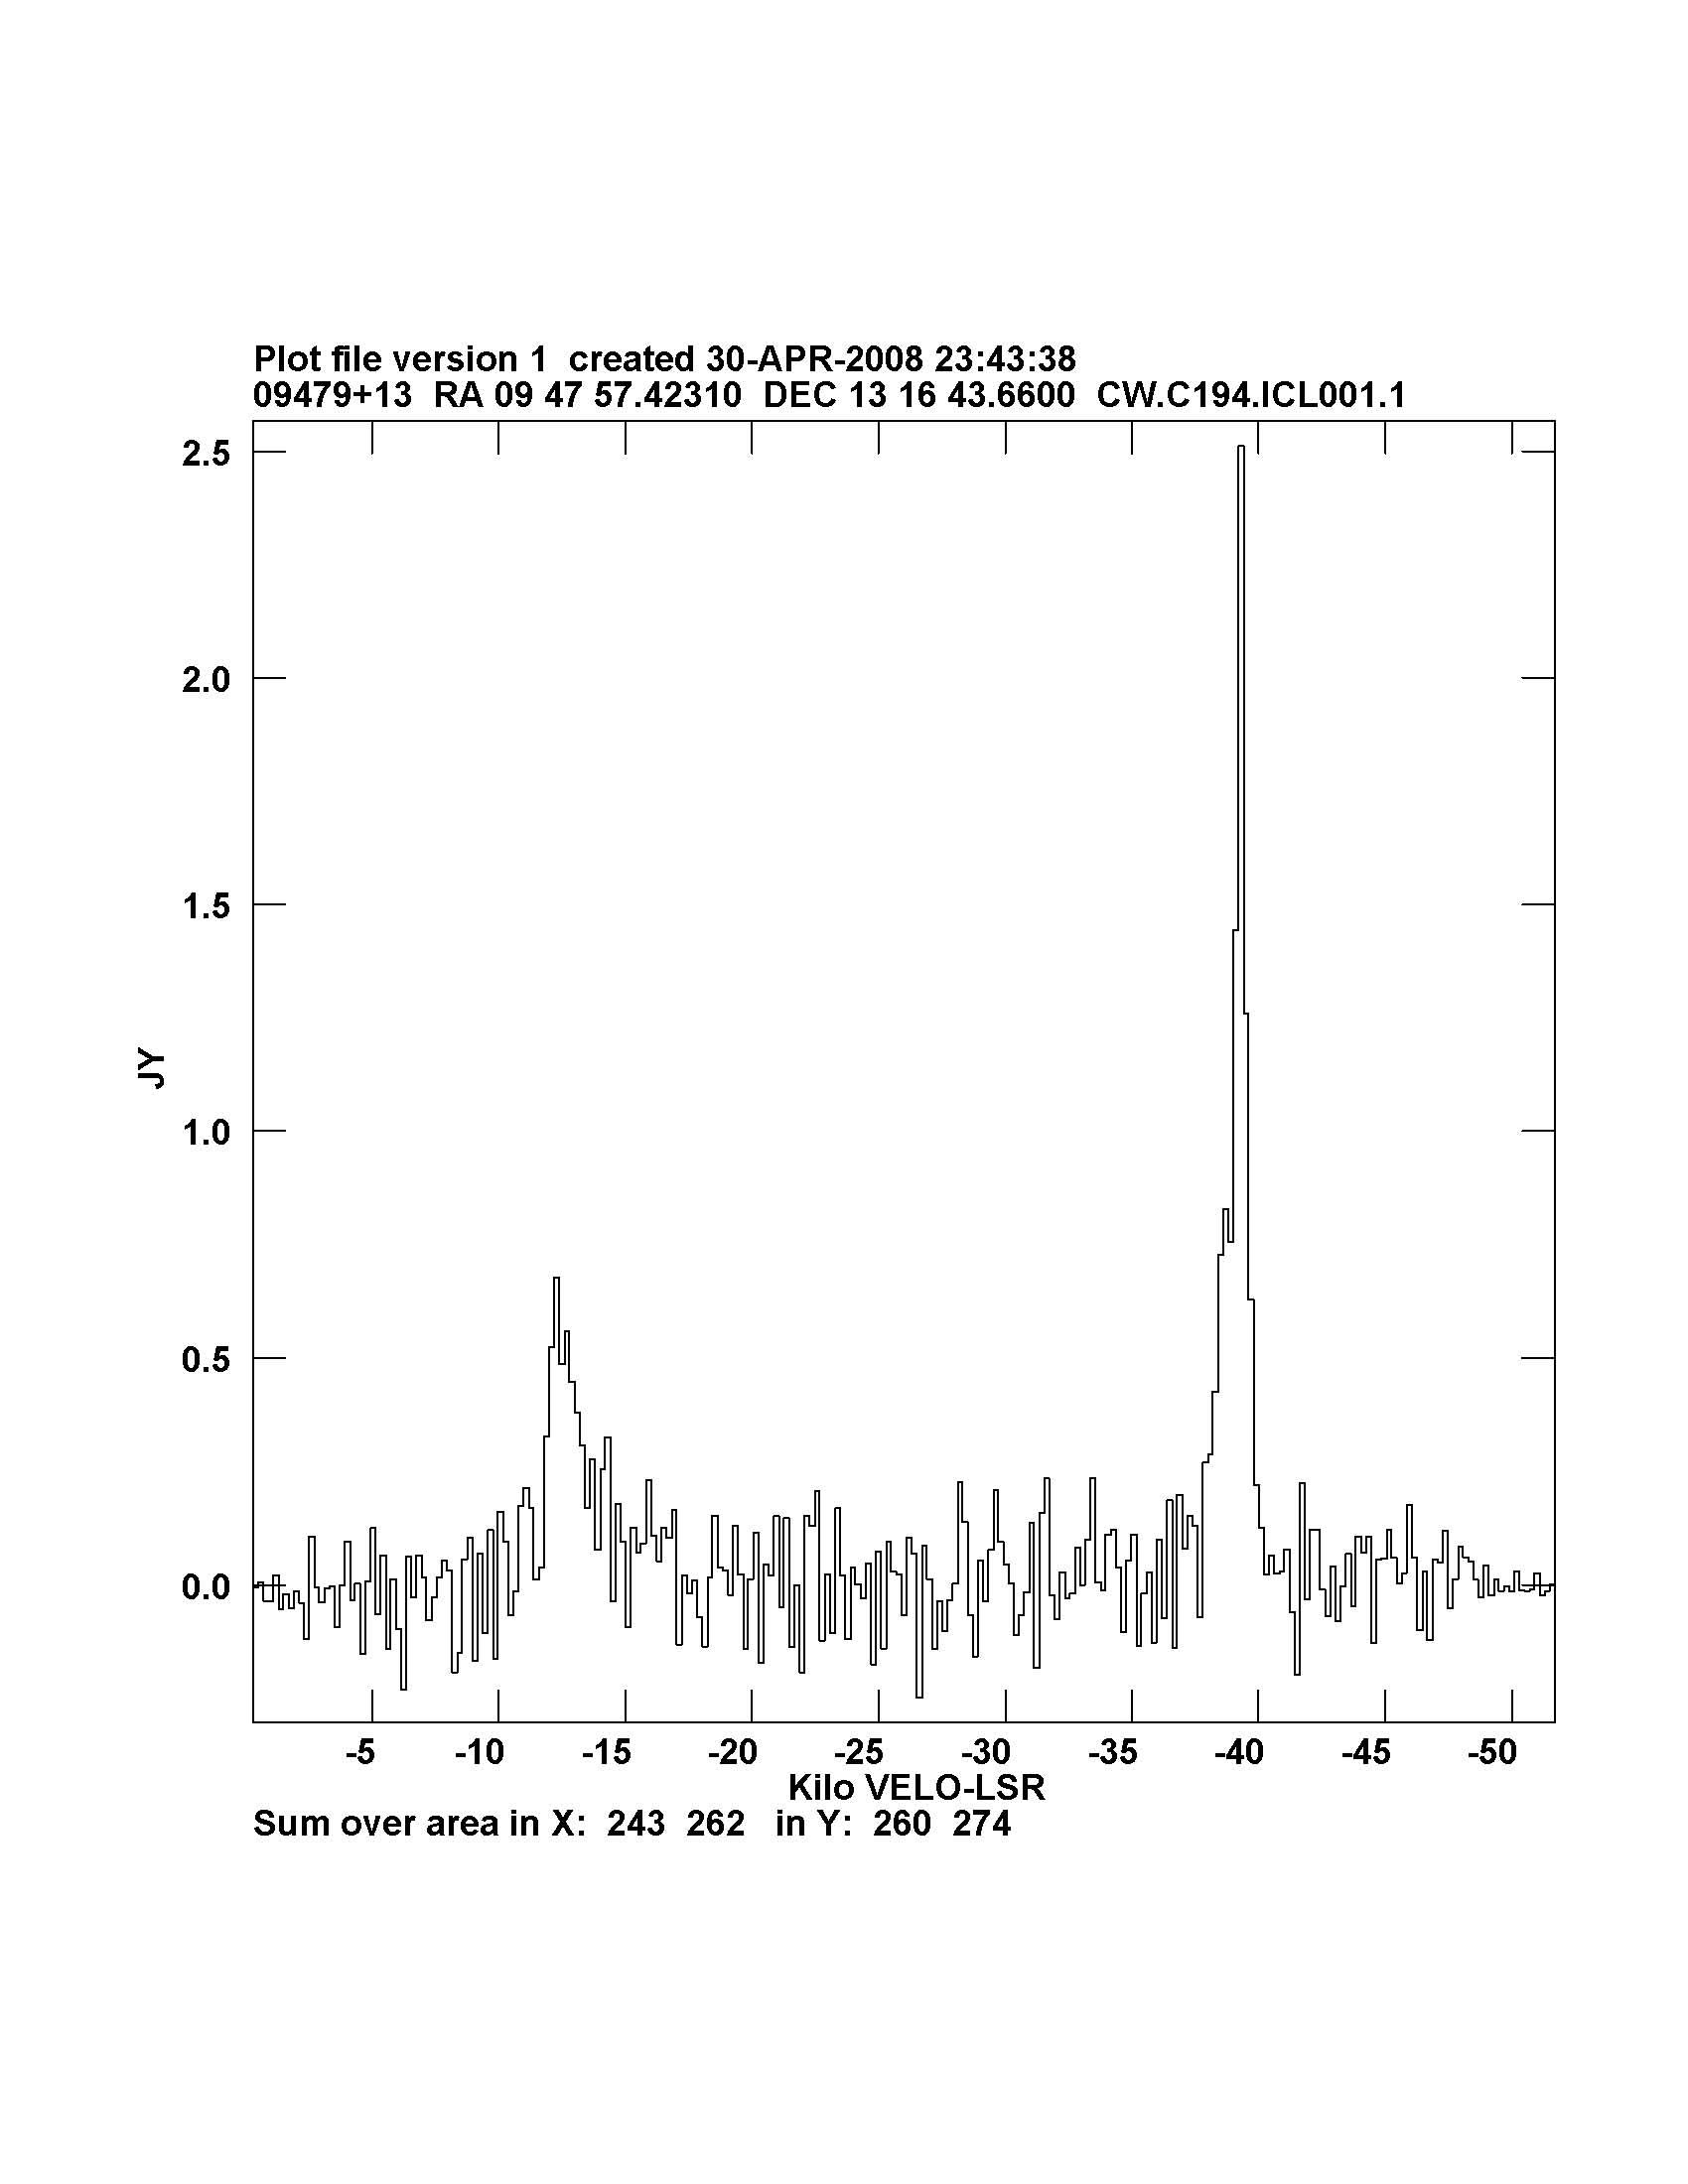 Plot file version 1  created 30-APR-2008 23:43:38
09479+13  RA 09 47 57.42310  DEC 13 16 43.6600  CW.C194.ICL001.1
2.5
2.0
1.5
1.0
0.5
0.0
JY
-5 -10 -15 -20 -25 -30 -35 -40 -45 -50
Kilo VELO-LSR
Sum over area in X:  243  262   in Y:  260  274